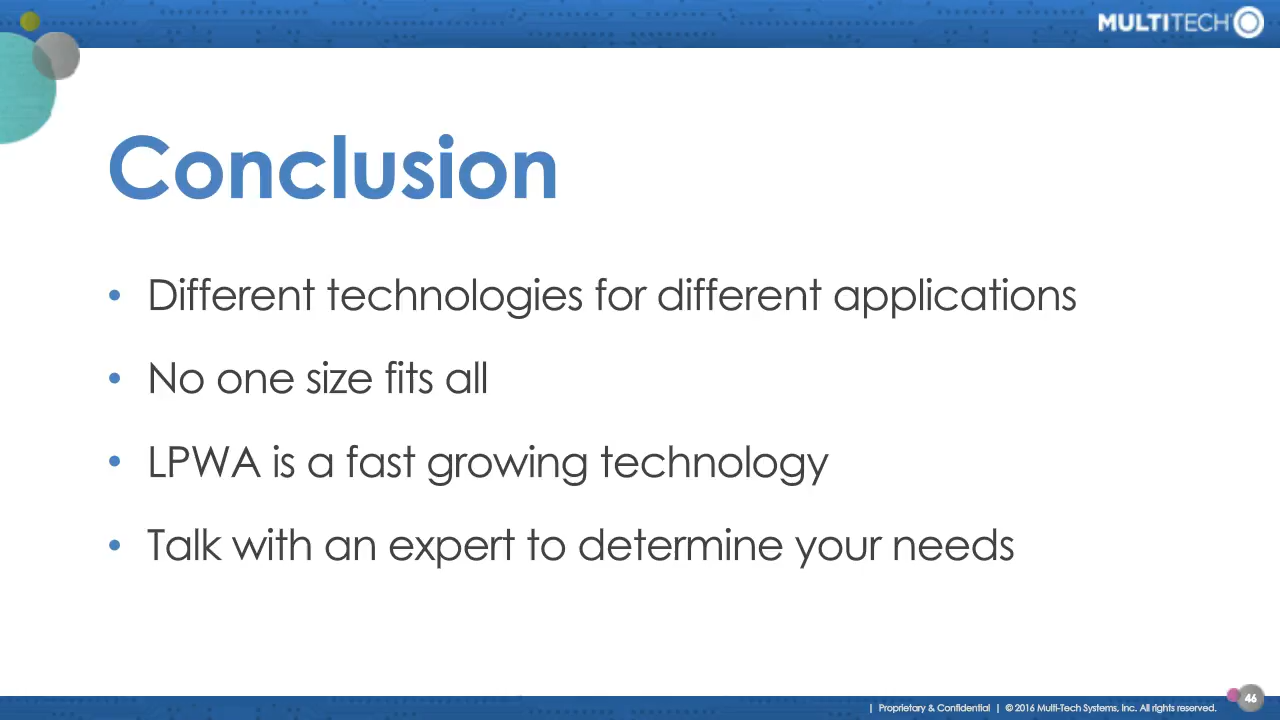 MULTITECH
Conclusion
• Different technologies for different applications
• No one size fits all
• LPWA is a fast growing technology
• Talk with an expert to determine your needs
| Proprietary & Confidential | © 2016 Multi-Tech Systems, Inc. All rights reserved.
46